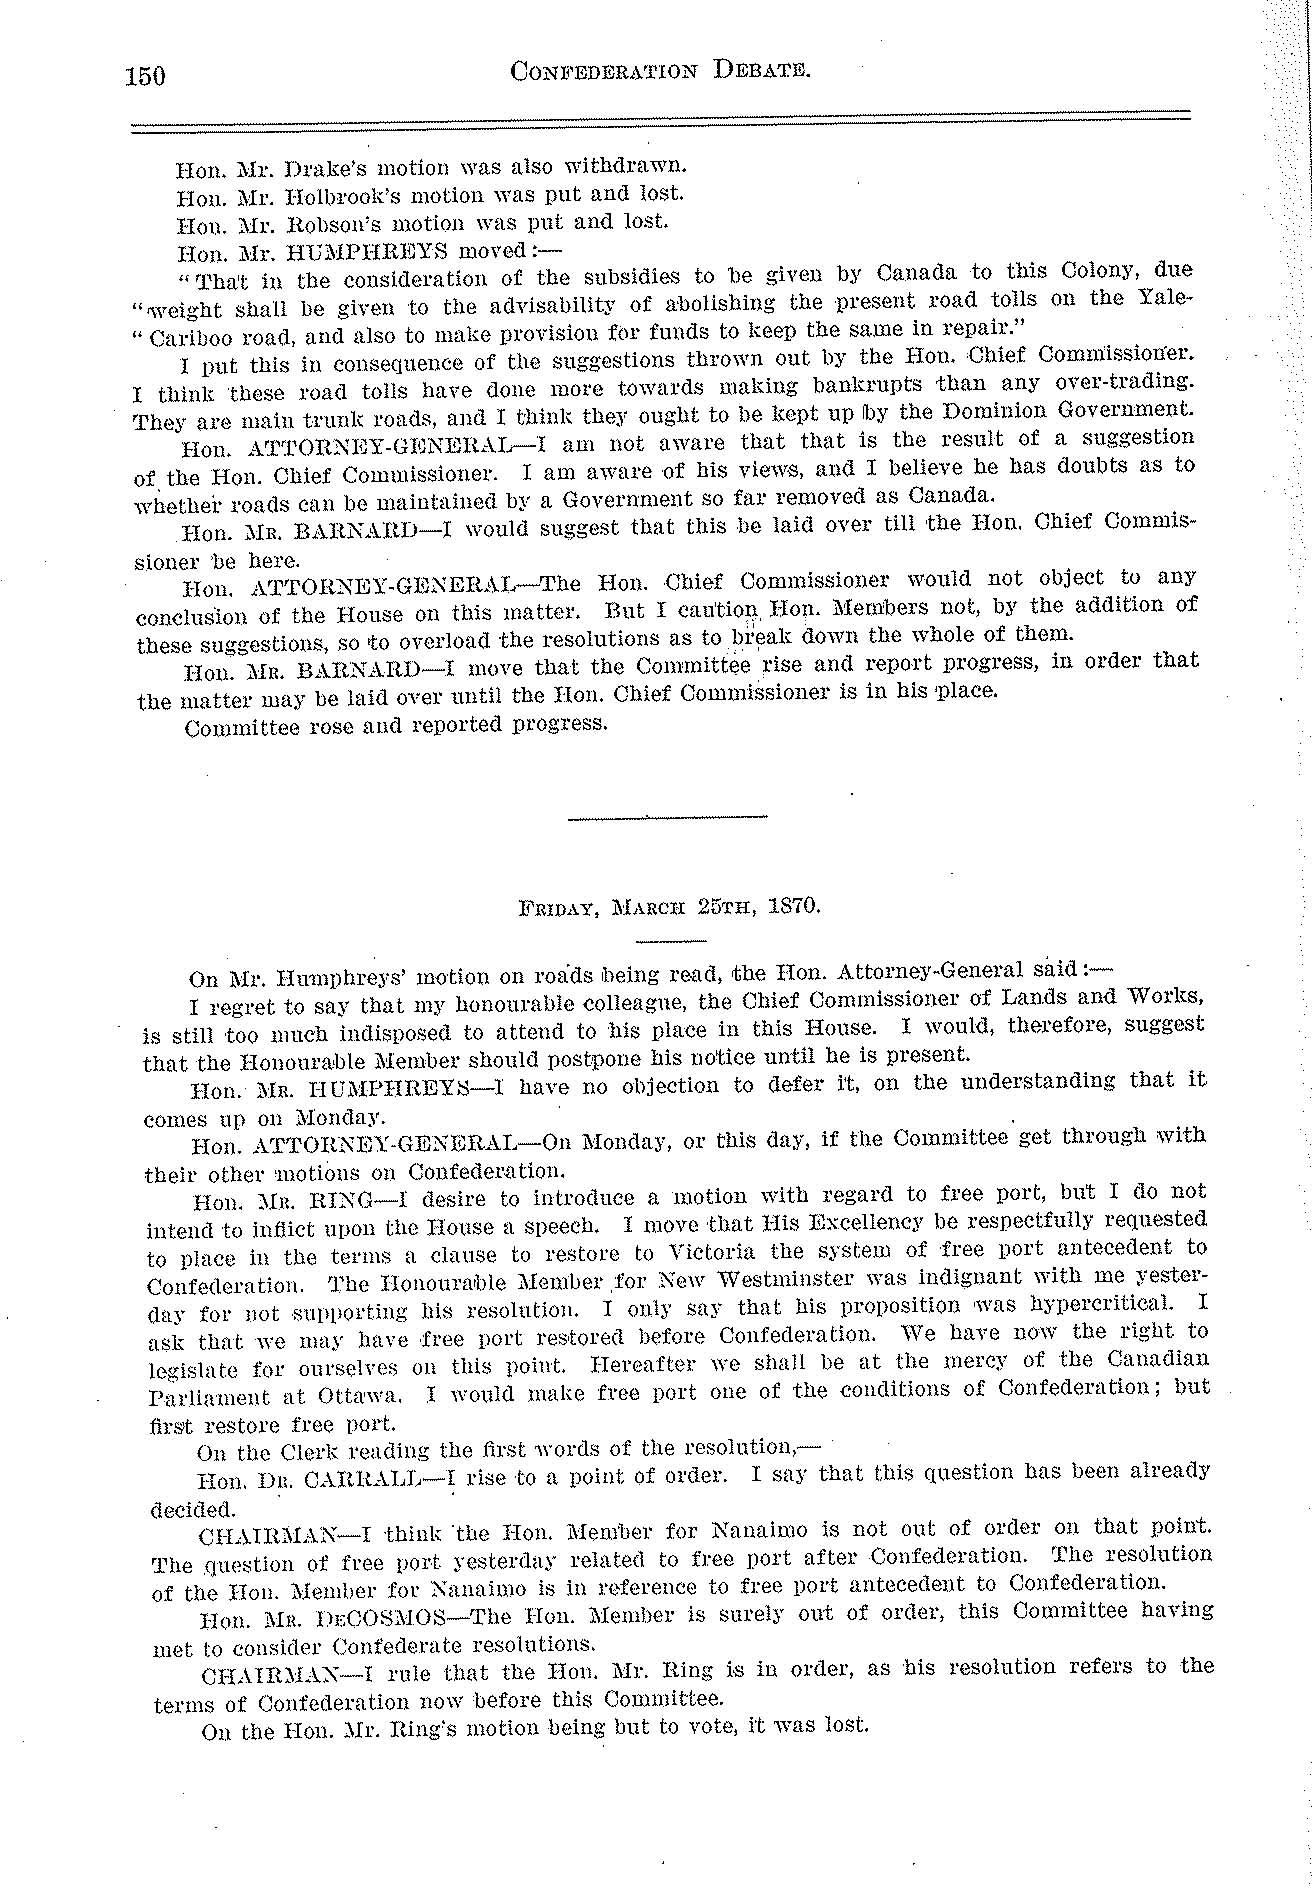 150
CONFEDERATION DEBATE.
Hon. Mr. Drake's motion was also withdrawn.
Hon. Mr. Holbrook's motion was put and lost.
Hon. Mr. Robson's motion was put and lost.
Hon. Mr. HUMPHREYS moved:—
"That in the consideration of the subsidies to be given by Canada to this Colony, due
"weight shall be given to the advisability of abolishing the present road tolls on the Yale-
"Cariboo road, and also to make provision for funds to keep the same in repair."
I put this in consequence of the suggestions thrown out by the Hon. Chief Commissioner.
I think these road tolls have done more towards making bankrupts than any over-trading.
They are main trunk roads, and I think they ought to be kept up by the Dominion Government.
Hon. ATTORNEY-GENERAL—I am not aware that that is the result of a suggestion
of the Hon. Chief Commissioner. I am aware of his views, and I believe he has doubts as to
whether roads can be maintained by a Government so far removed as Canada.
Hon. MR. BARNARD—I would suggest that this be laid over till the Hon. Chief Commis-
sioner be here.
Hon. ATTORNEY-GENERAL—The Hon. Chief Commissioner would not object to any
conclusion of the House on this matter. But I caution Hon. Members not, by the addition of
these suggestions, so to overload the resolutions as to break down the whole of them.
Hon. MR. BARNARD—I move that the Committee rise and report progress, in order that
the matter may be laid over until the Hon. Chief Commissioner is in his place.
Committee rose and reported progress.
FRIDAY, MARCH 25TH, 1870.
On Mr. Humphreys' motion on roads being read, the Hon. Attorney-General said:—
I regret to say that my honourable colleague, the Chief Commissioner of Lands and Works,
is still too much indisposed to attend to his place in this House. I would, therefore, suggest
that the Honourable Member should postpone his notice until he is present.
Hon. MR. HUMPHREYS—I have no objection to defer it, on the understanding that it
comes up on Monday.
Hon. ATTORNEY-GENERAL—On Monday, or this day, if the Committee get through with
their other motions on Confederation.
Hon. MR. RING—I desire to introduce a motion with regard to free port, but I do not
intend to inflict upon the House a speech. I move that His Excellency be respectfully requested
to place in the terms a clause to restore to Victoria the system of free port antecedent to
Confederation. The Honourable Member for New Westminster was indignant with me yester-
day for not supporting his resolution. I only say that his proposition was hypercritical. I
ask that we may have free port restored before Confederation. We have now the right to
legislate for ourselves on this point. Hereafter we shall be at the mercy of the Canadian
Parliament at Ottawa. I would make free port one of the conditions of Confederation; but
first restore free port.
On the Clerk reading the first words of the resolution,—
Hon. DR. CARRALL—I rise to a point of order. I say that this question has been already
decided.
CHAIRMAN—I think the Hon. Member for Nanaimo is not out of order on that point.
The question of free port yesterday related to free port after Confederation. The resolution
of the Hon. Member for Nanaimo is in reference to free port antecedent to Confederation.
Hon. MR. DECOSMOS—The Hon. Member is surely out of order, this Committee having
met to consider Confederate resolutions.
CHAIRMAN—I rule that the Hon. Mr. Ring is in order, as his resolution refers to the
terms of Confederation now before this Committee.
On the Hon. Mr. Ring's motion being but to vote, it was lost.